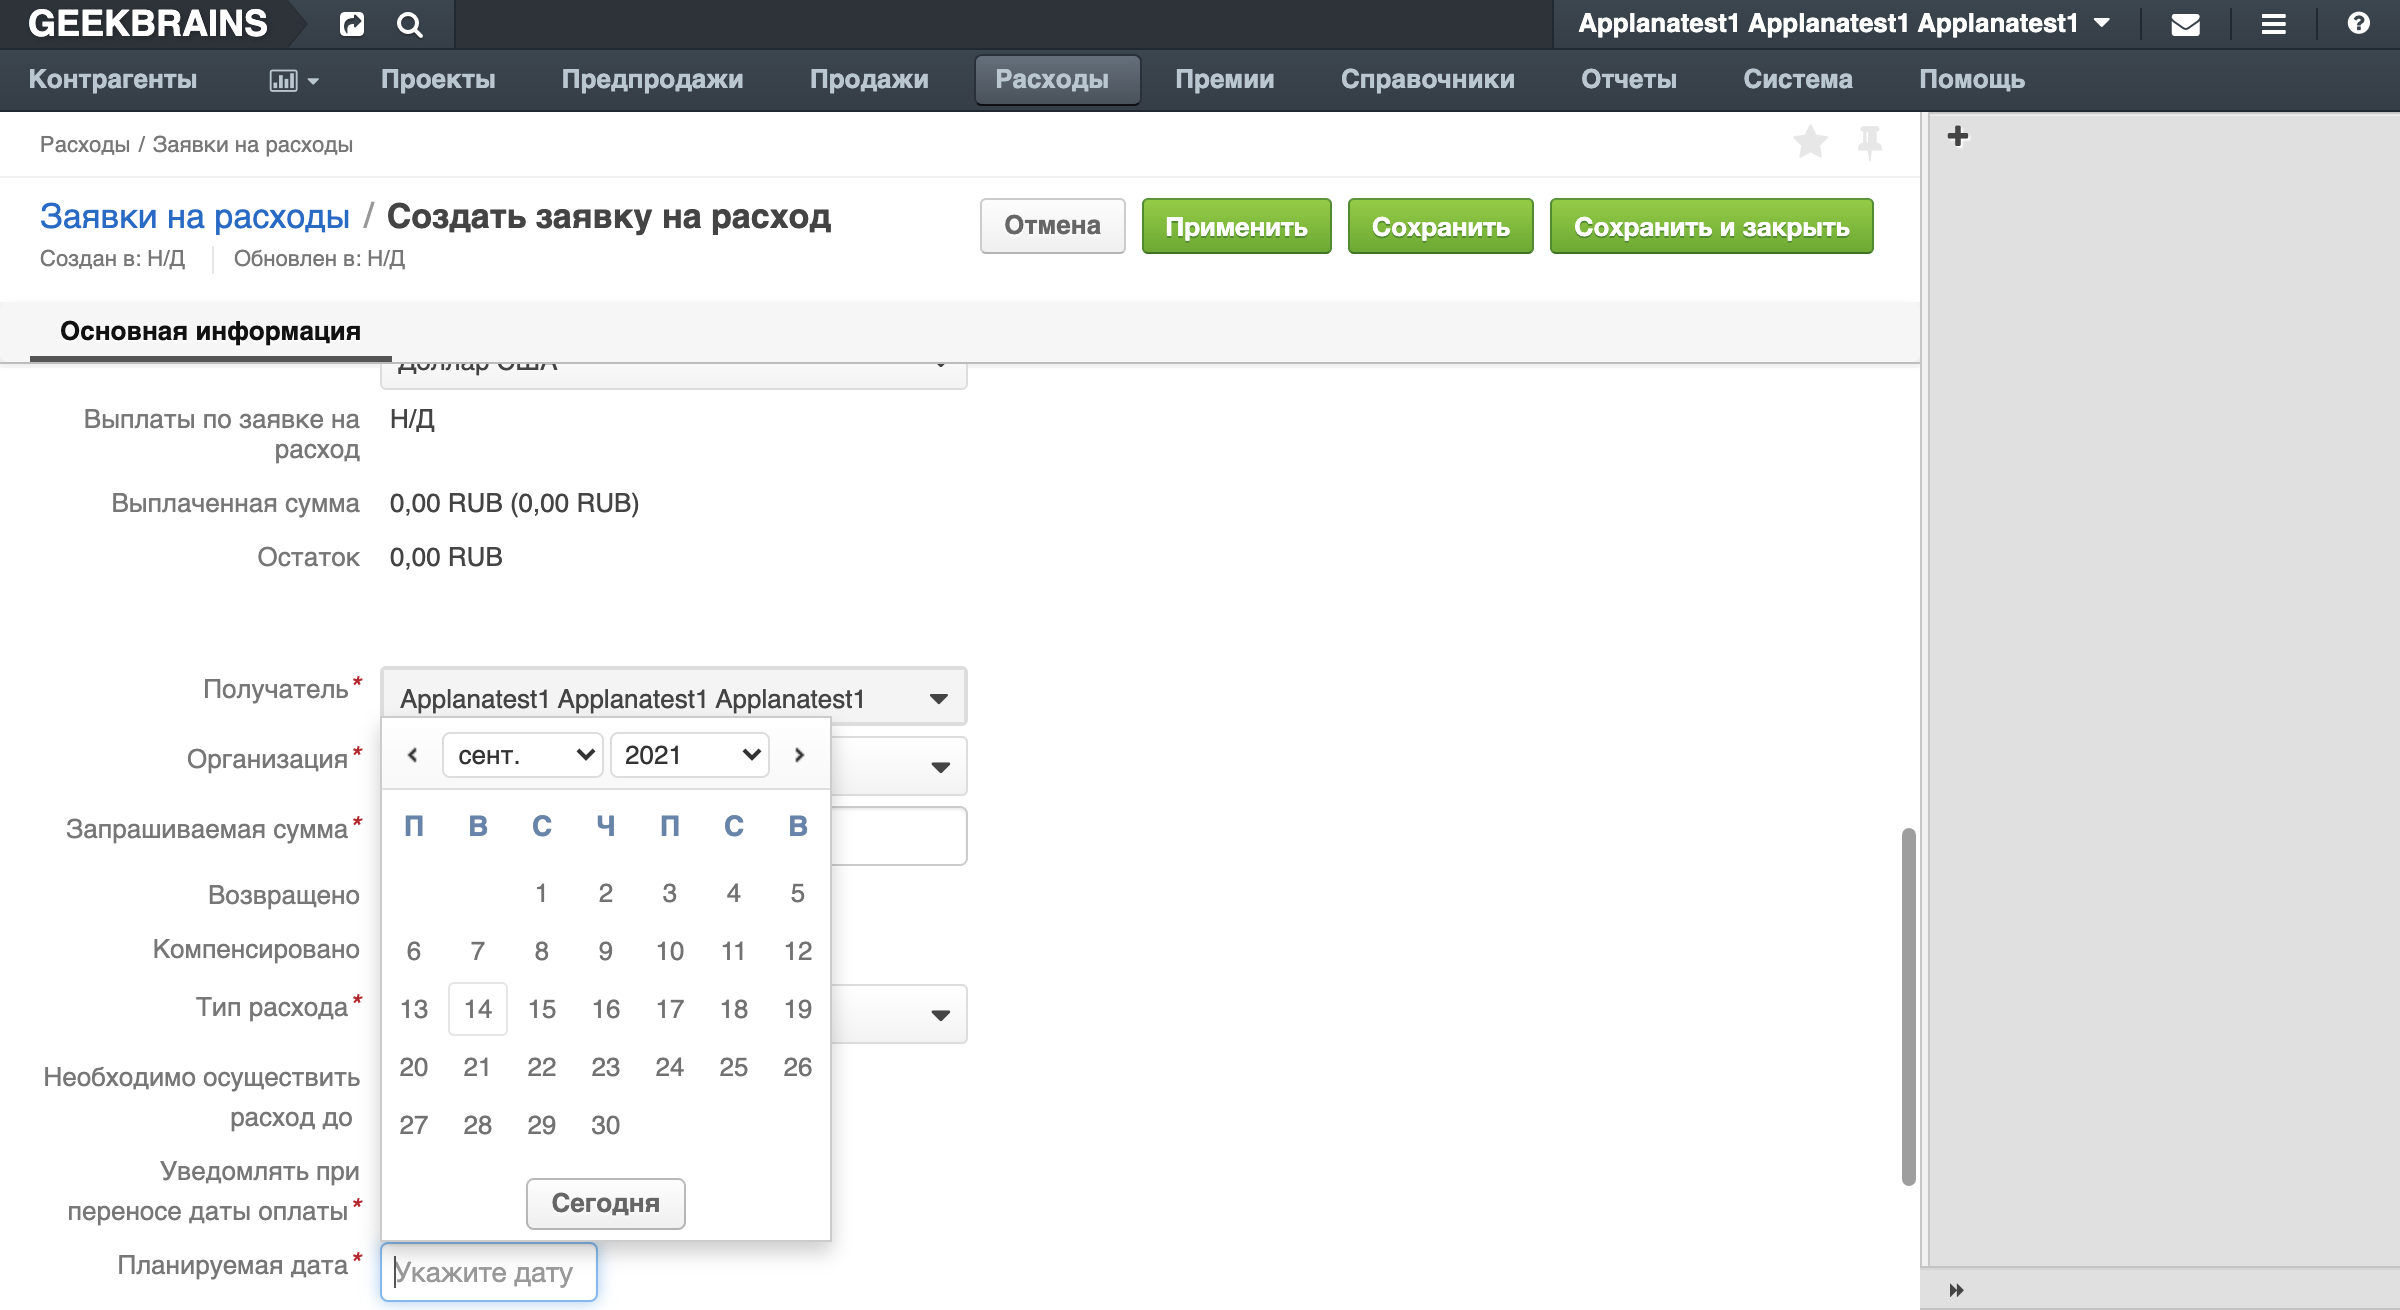 GEEKBRAINS
Applanatest1 Applanatest1 Applanatest1
Контрагенты Проекты Предпродажи Продажи Расходы Премии Справочники Отчеты Система Помощь
Расходы / Заявки на расходы
Заявки на расходы / Создать заявку на расход
Отмена Применить Сохранить Сохранить и закрыть
Создан в: Н/Д Обновлен в: Н/Д
Основная информация
Доллар США
Выплаты по заявке на расход Н/Д
Выплаченная сумма 0,00 RUB (0,00 RUB)
Остаток 0,00 RUB
Получатель* Applanatest1 Applanatest1 Applanatest1
Организация*
сент. 2021
Запрашиваемая сумма*
П В С Ч П С В
Возвращено
1 2 3 4 5
Компенсировано
6 7 8 9 10 11 12
Тип расхода*
13 14 15 16 17 18 19
Необходимо осуществить
расход до
20 21 22 23 24 25 26
27 28 29 30
Уведомлять при
переносе даты оплаты*
Сегодня
Планируемая дата* Укажите дату